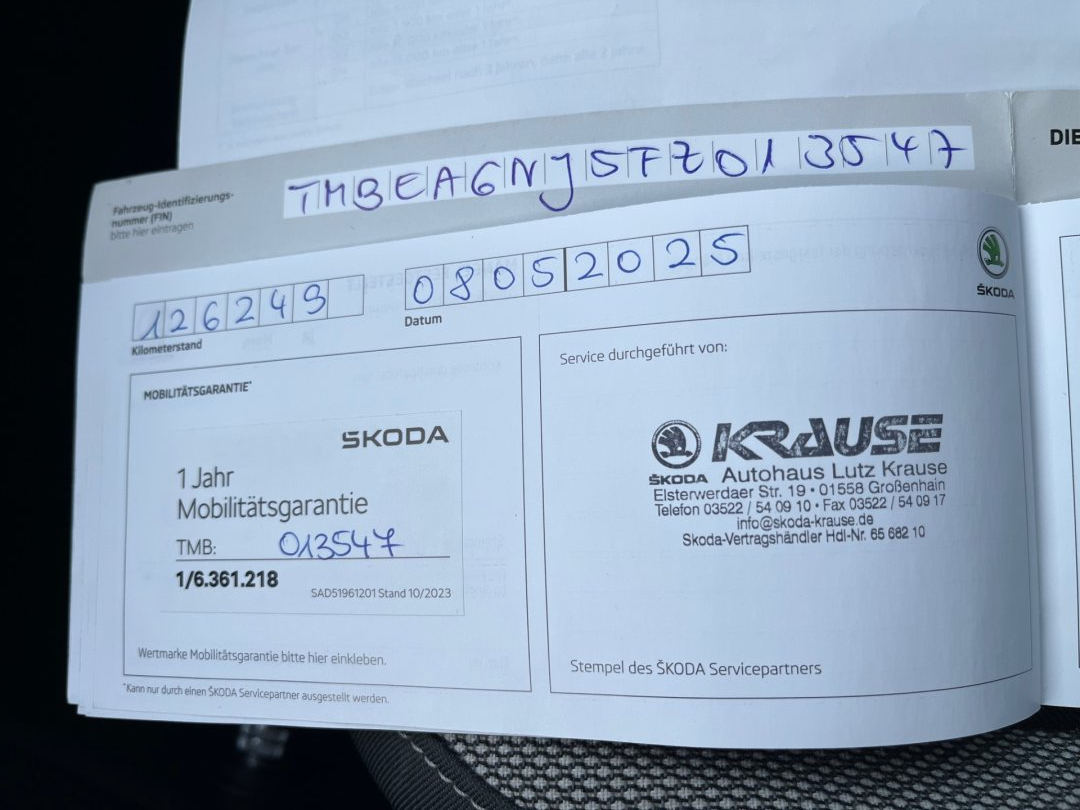 DIE
Fahrzeug-Identifizierungs-
nummer (FIN)
bitte hier eintragen
TMBEAGNJ5FZ013547
126249
Kilometerstand
08052025
Datum
ŠKODA
MOBILITÄTSGARANTIE*
ŠKODA
1 Jahr
Mobilitätsgarantie
TMB: 013547
1/6.361.218
SAD51961201 Stand 10/2023
Wertmarke Mobilitätsgarantie bitte hier einkleben.
*Kann nur durch einen ŠKODA Servicepartner ausgestellt werden.
Service durchgeführt von:
KRAUSE
ŠKODA Autohaus Lutz Krause
Elsterwerdaer Str. 19 • 01558 Großenhain
Telefon 03522 / 54 09 10 • Fax 03522 / 54 09 17
info@skoda-krause.de
Skoda-Vertragshändler Hdl-Nr. 65 682 10
Stempel des ŠKODA Servicepartners